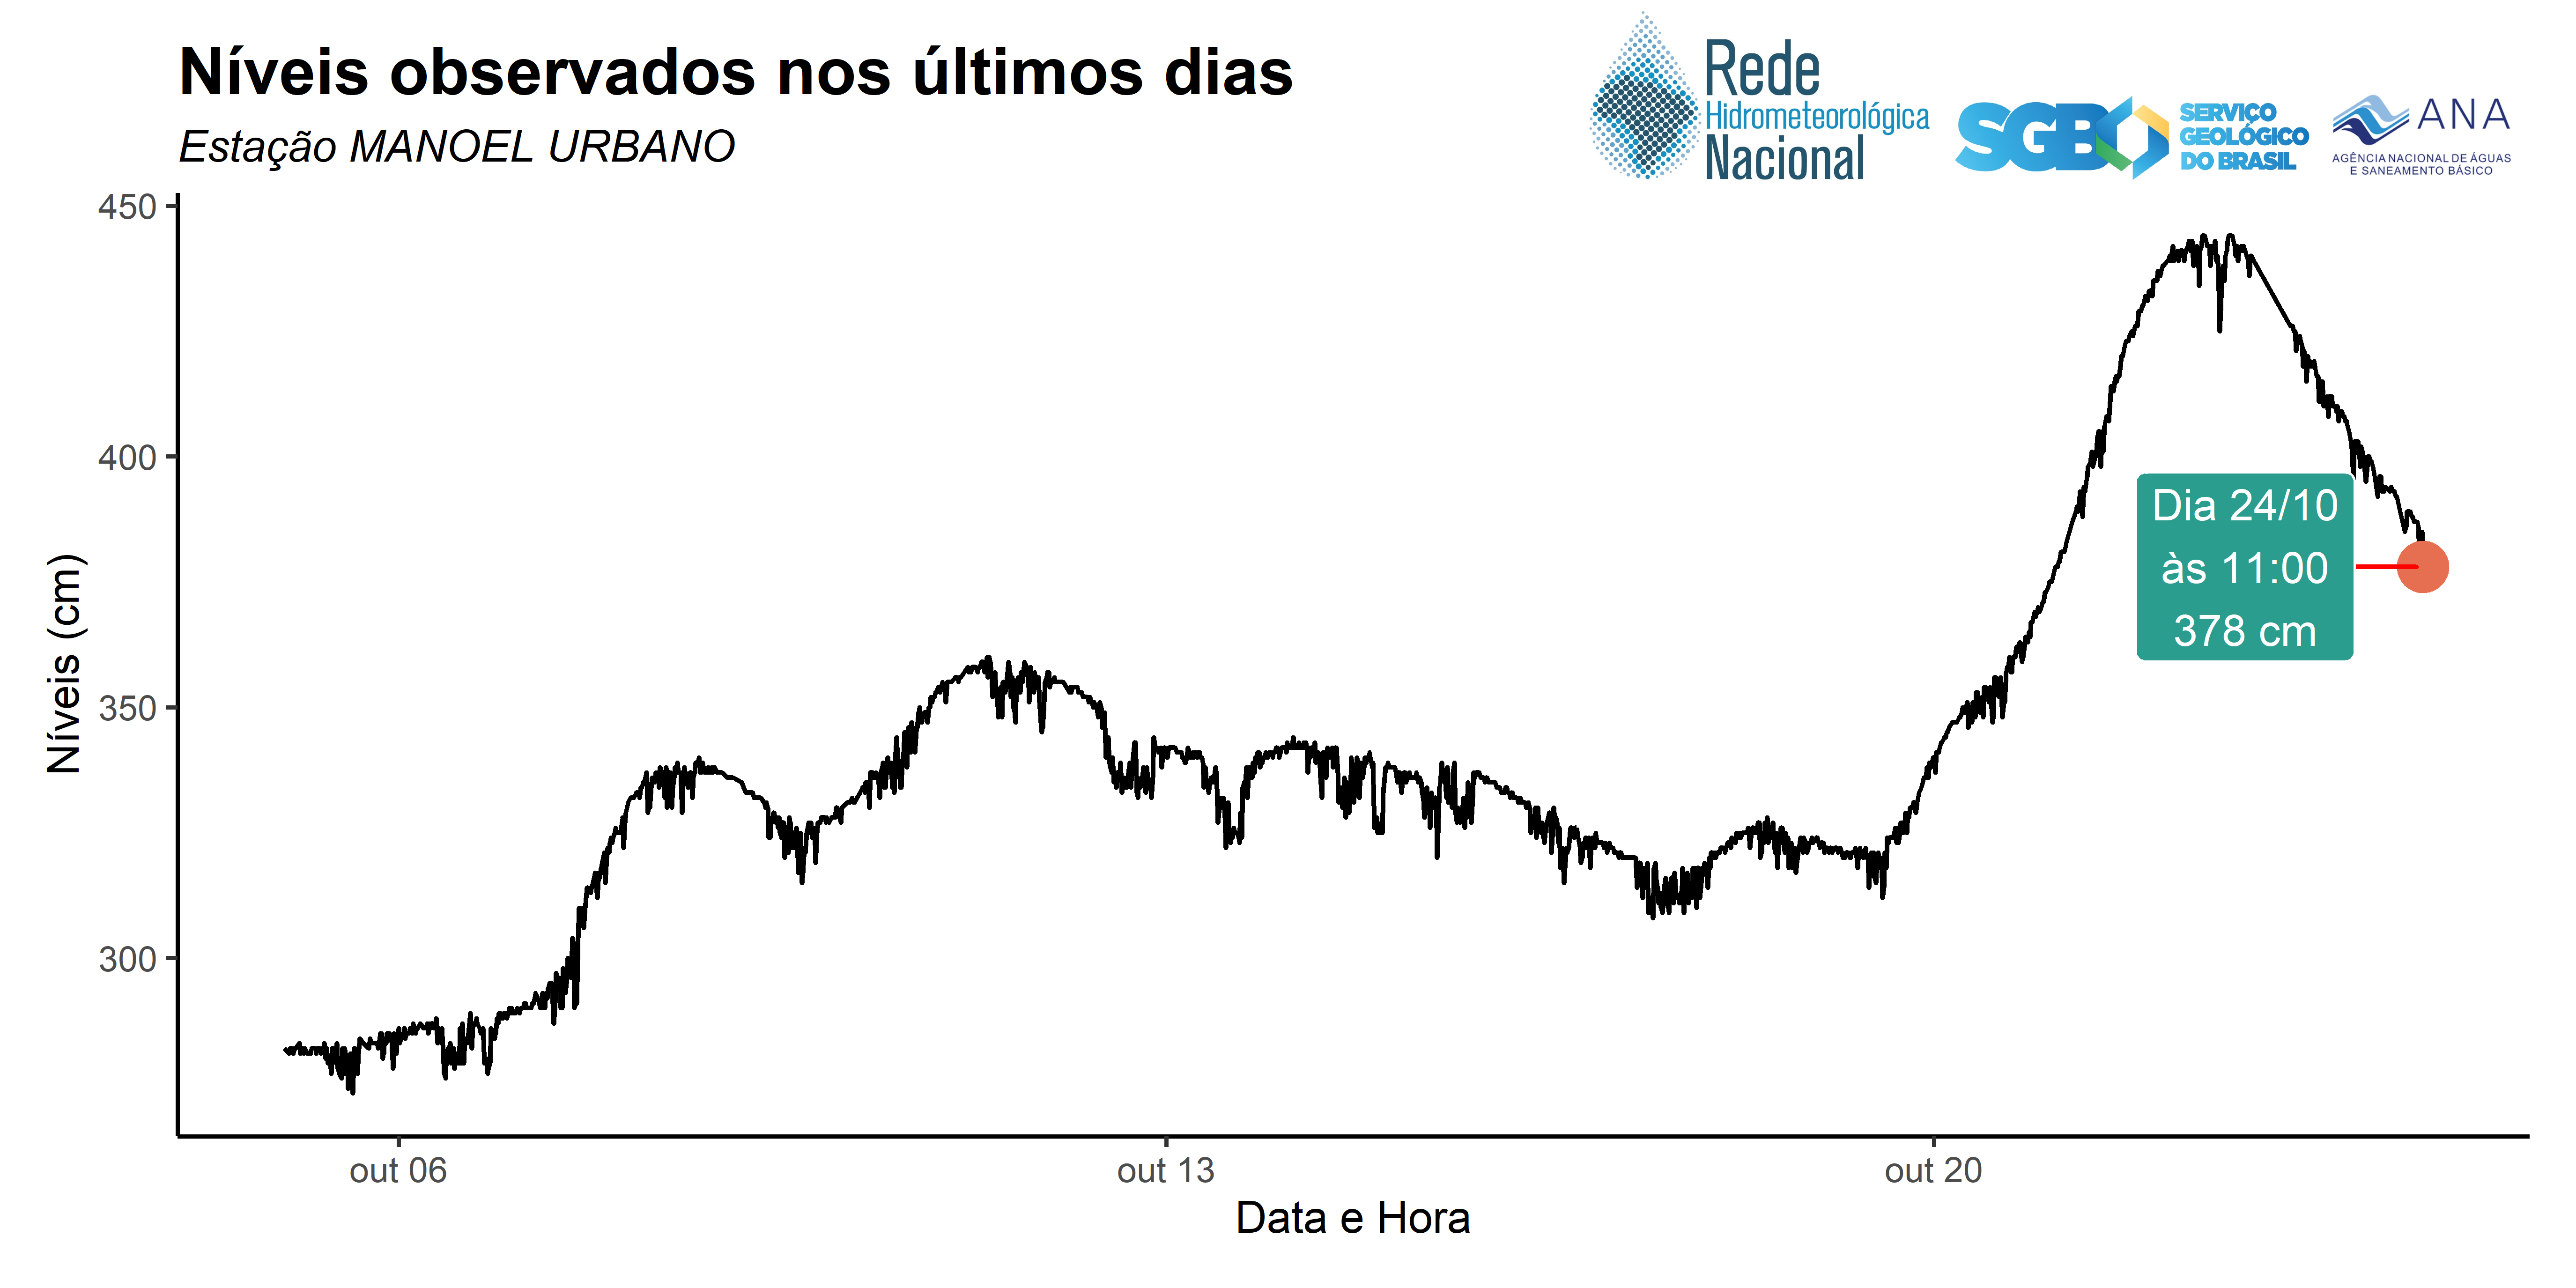 Níveis observados nos últimos dias
Estação MANOEL URBANO
Rede
Hidrometeorológica
Nacional
SGB
SERVIÇO
GEOLÓGICO
DO BRASIL
ANA
AGÊNCIA NACIONAL DE ÁGUAS
E SANEAMENTO BÁSICO
450
400
350
300
Níveis (cm)
Dia 24/10
às 11:00
378 cm
out 06
out 13
out 20
Data e Hora